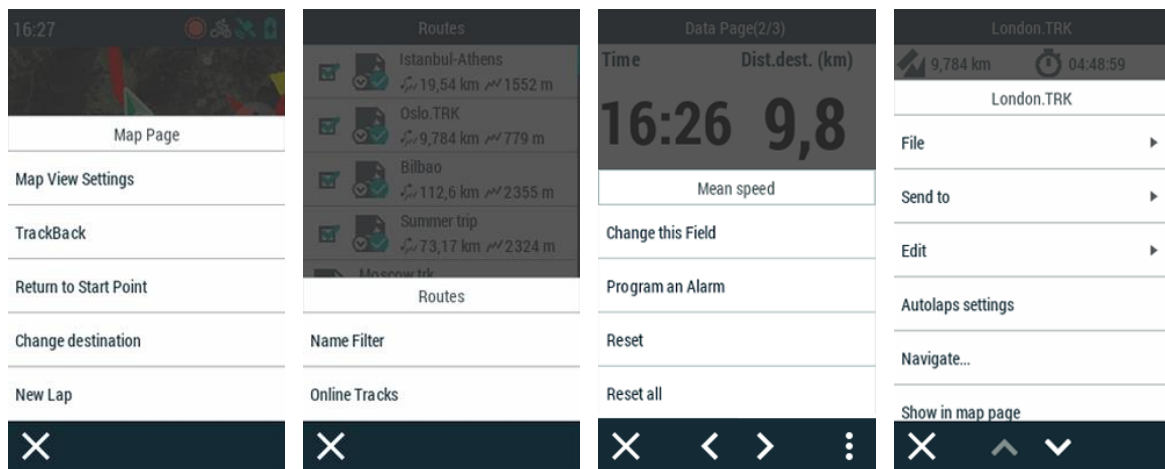 16:27
Map Page
Map View Settings
TrackBack
Return to Start Point
Change destination
New Lap
Routes
Istanbul-Athens
19,54 km 1552 m
Oslo.TRK
9,784 km 779 m
Bilbao
112,6 km 2355 m
Summer trip
73,17 km 2324 m
Moscow trk
Routes
Name Filter
Online Tracks
Data Page(2/3)
Time Dist.dest. (km)
16:26 9,8
Mean speed
Change this Field
Program an Alarm
Reset
Reset all
London.TRK
9,784 km 04:48:59
London.TRK
File
Send to
Edit
Autolaps settings
Navigate...
Show in map page